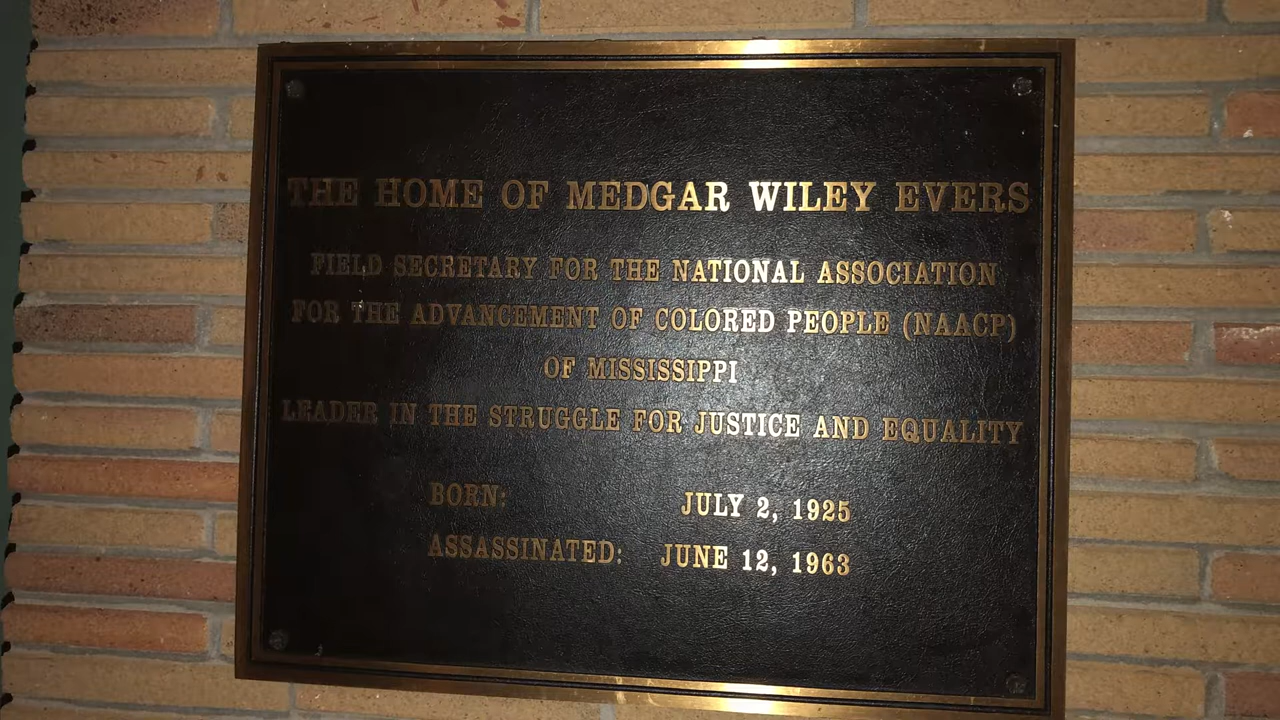 THE HOME OF MEDGAR WILEY EVERS
FIELD SECRETARY FOR THE NATIONAL ASSOCIATION
FOR THE ADVANCEMENT OF COLORED PEOPLE (NAACP)
OF MISSISSIPPI
LEADER IN THE STRUGGLE FOR JUSTICE AND EQUALITY
BORN: JULY 2, 1925
ASSASSINATED: JUNE 12, 1963